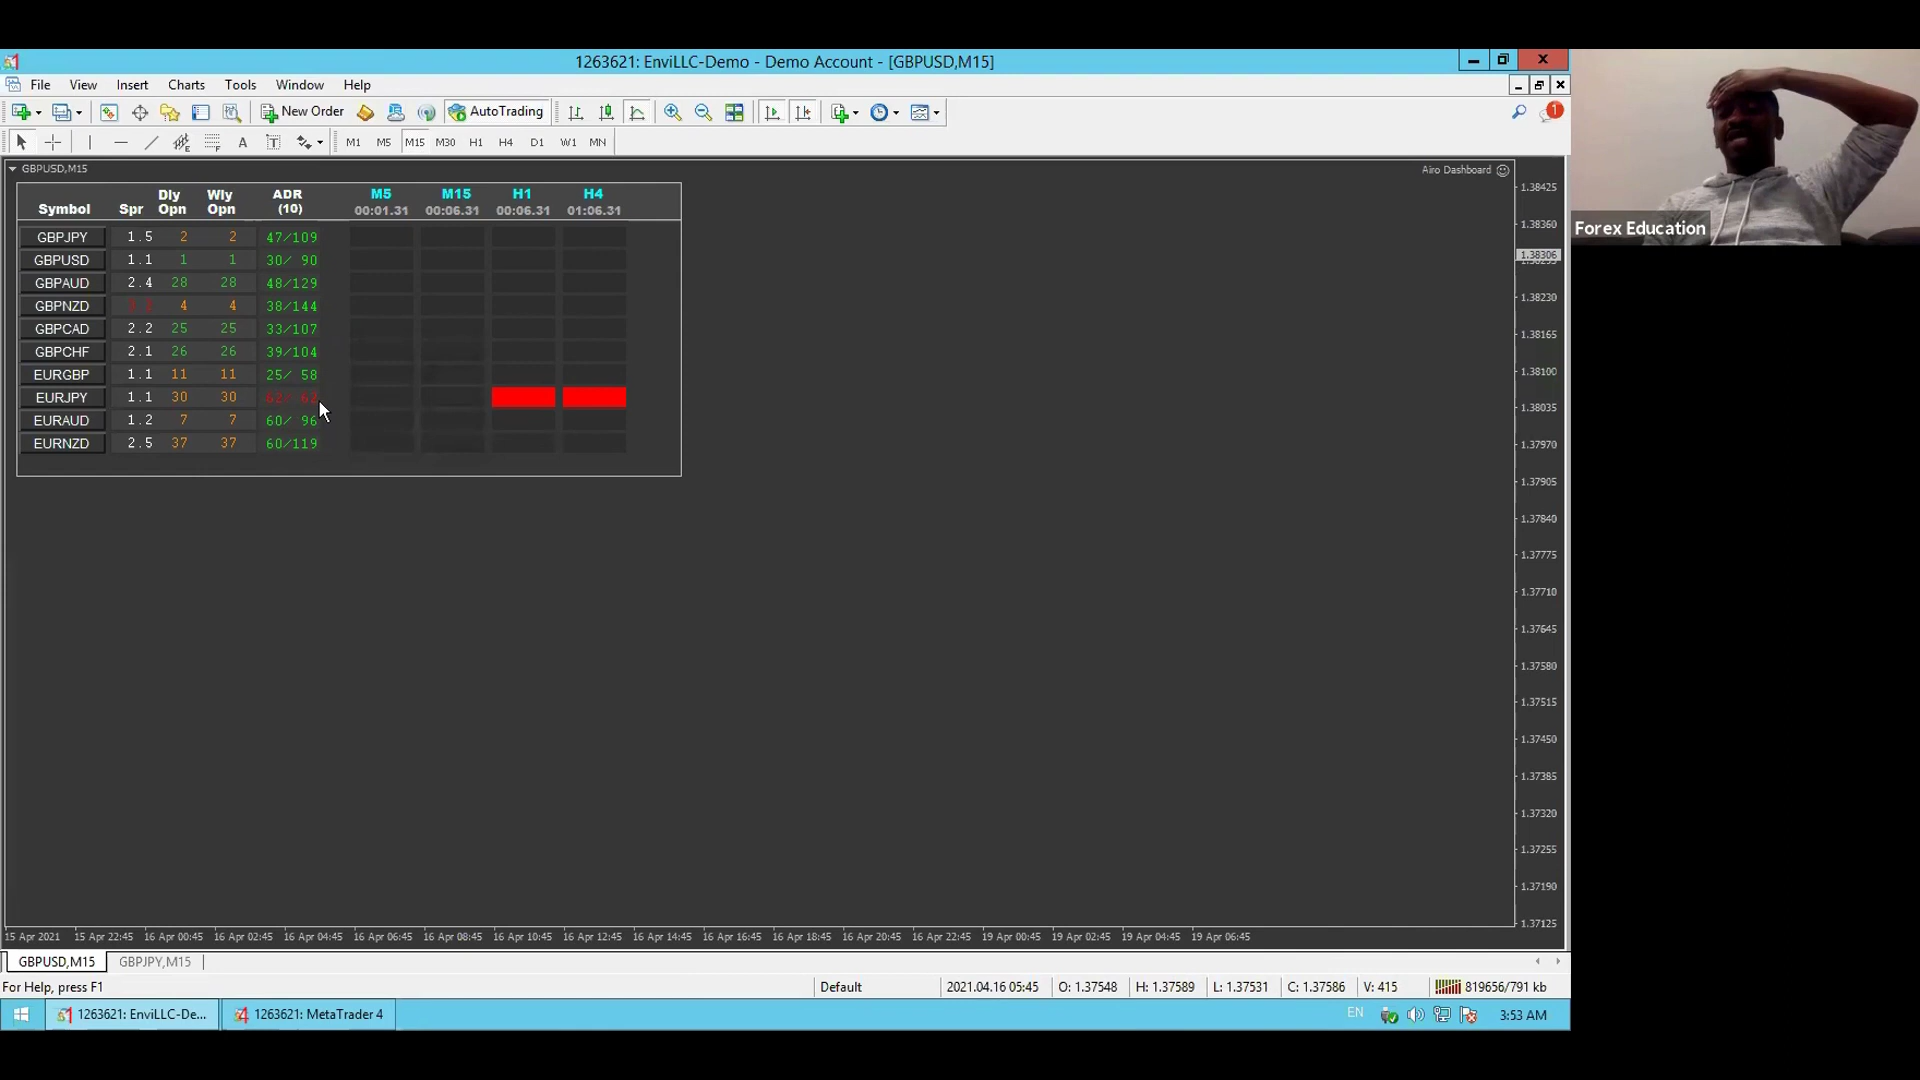 1263621: EnviLLC-Demo - Demo Account - [GBPUSD,M15]
File View Insert Charts Tools Window Help
New Order AutoTrading 1
A T M1 M5 M15 M30 H1 H4 D1 W1 MN
GBPUSD,M15 Airo Dashboard
Symbol Spr Dly Opn Wly Opn ADR (10) M5 00:01.31 M15 00:06.31 H1 00:06.31 H4 01:06.31
GBPJPY 1.5 2 2 47/109
GBPUSD 1.1 1 1 30/ 90
GBPAUD 2.4 28 28 48/129
GBPNZD 4 4 38/144
GBPCAD 2.2 25 25 33/107
GBPCHF 2.1 26 26 39/104
EURGBP 1.1 11 11 25/ 58
EURJPY 1.1 30 30 62/ 62
EURAUD 1.2 7 7 60/ 96
EURNZD 2.5 37 37 60/119
1.38425
1.38360
1.38306
1.38230
1.38165
1.38100
1.38035
1.37970
1.37905
1.37840
1.37775
1.37710
1.37645
1.37580
1.37515
1.37450
1.37385
1.37320
1.37255
1.37190
1.37125
15 Apr 2021 15 Apr 22:45 16 Apr 00:45 16 Apr 02:45 16 Apr 04:45 16 Apr 06:45 16 Apr 08:45 16 Apr 10:45 16 Apr 12:45 16 Apr 14:45 16 Apr 16:45 16 Apr 18:45 16 Apr 20:45 16 Apr 22:45 19 Apr 00:45 19 Apr 02:45 19 Apr 04:45 19 Apr 06:45
GBPUSD,M15 GBPJPY,M15
For Help, press F1 Default 2021.04.16 05:45 O: 1.37548 H: 1.37589 L: 1.37531 C: 1.37586 V: 415 819656/791 kb
1263621: EnviLLC-De... 1263621: MetaTrader 4 EN 3:53 AM
Forex Education